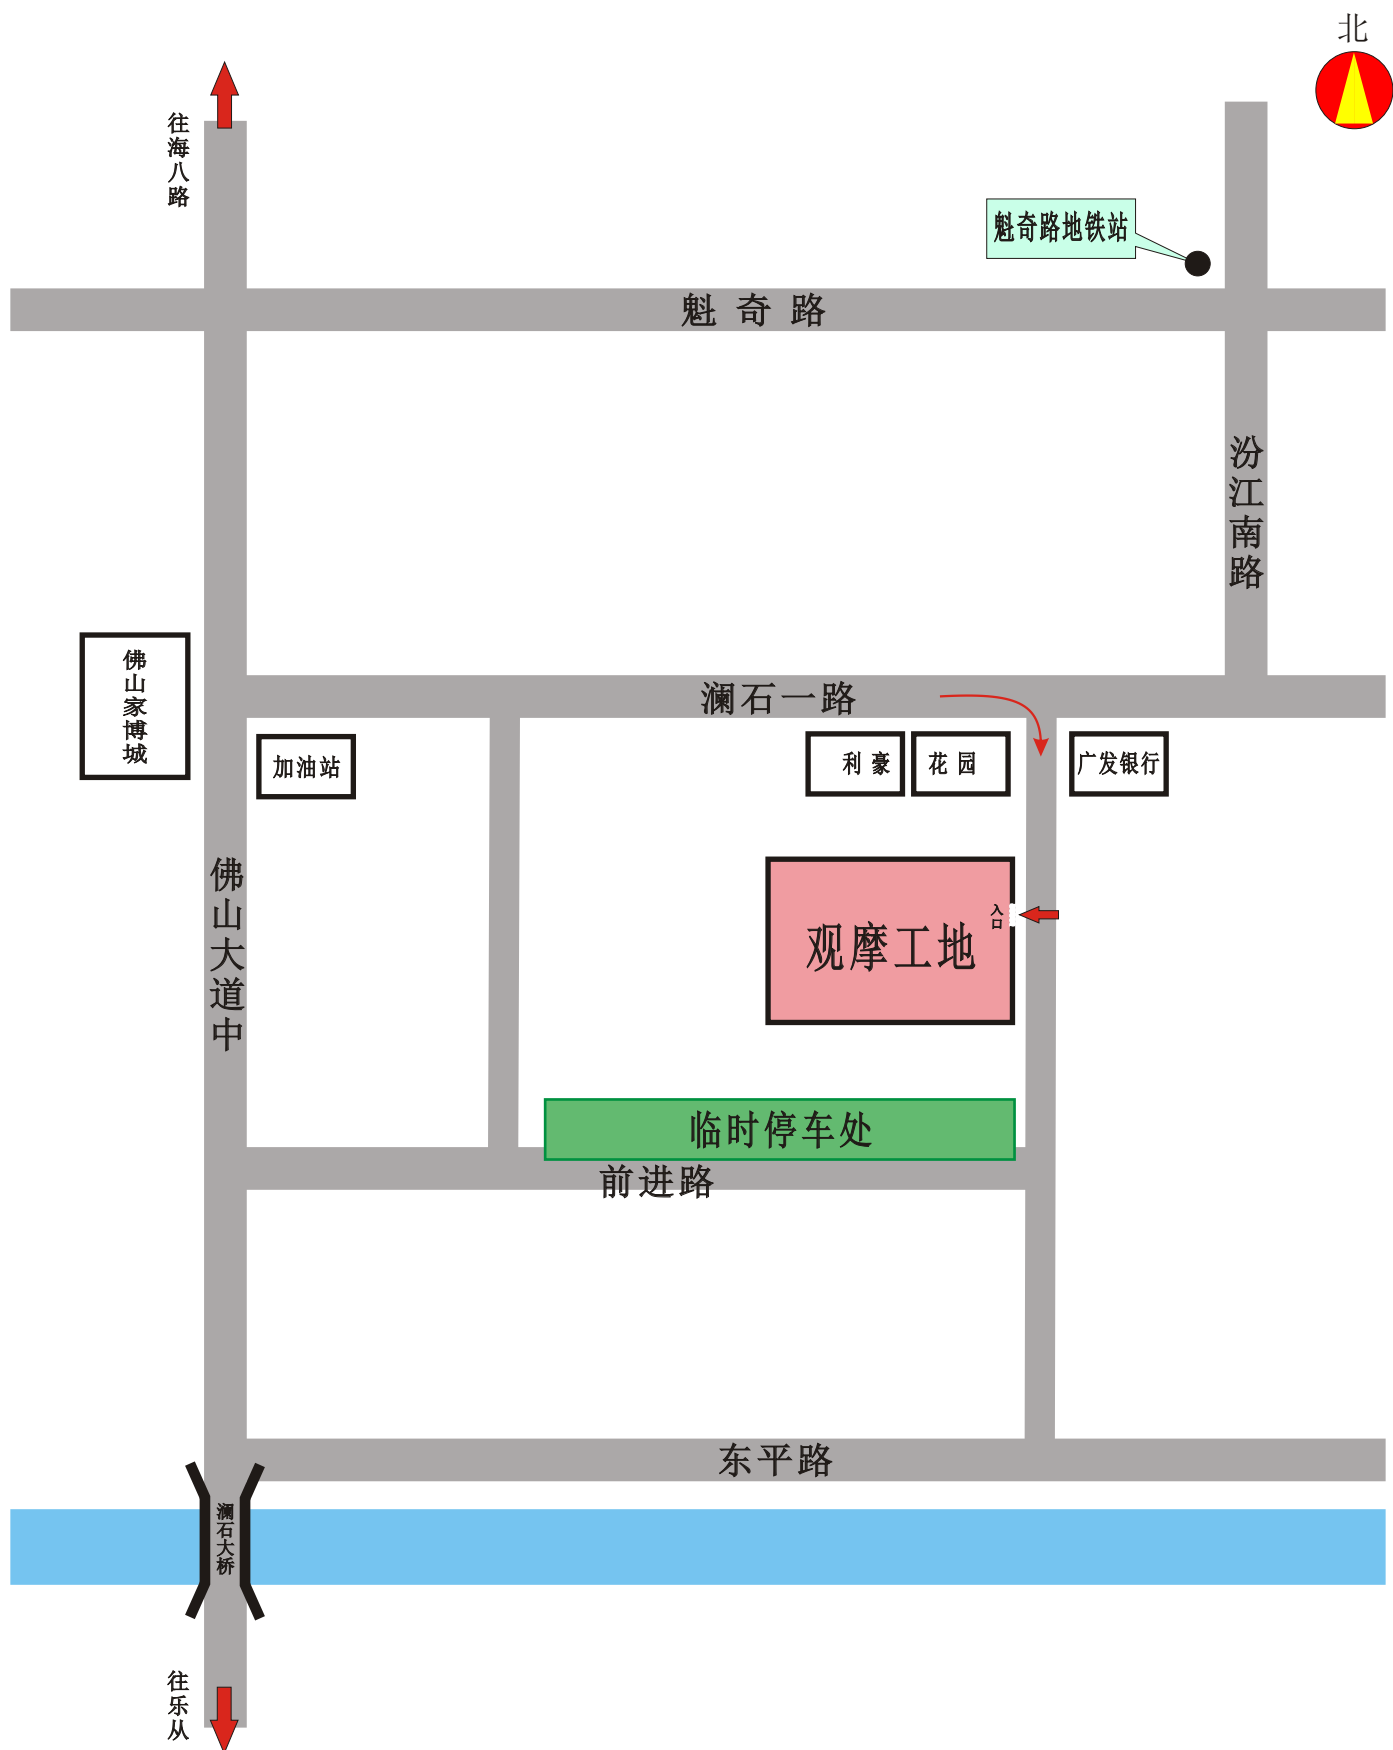 北
往海八路
魁奇路地铁站
魁奇路
汾江南路
佛山家博城
澜石一路
加油站
利豪
花园
广发银行
佛山大道中
入口
观摩工地
临时停车处
前进路
东平路
澜石大桥
往乐从